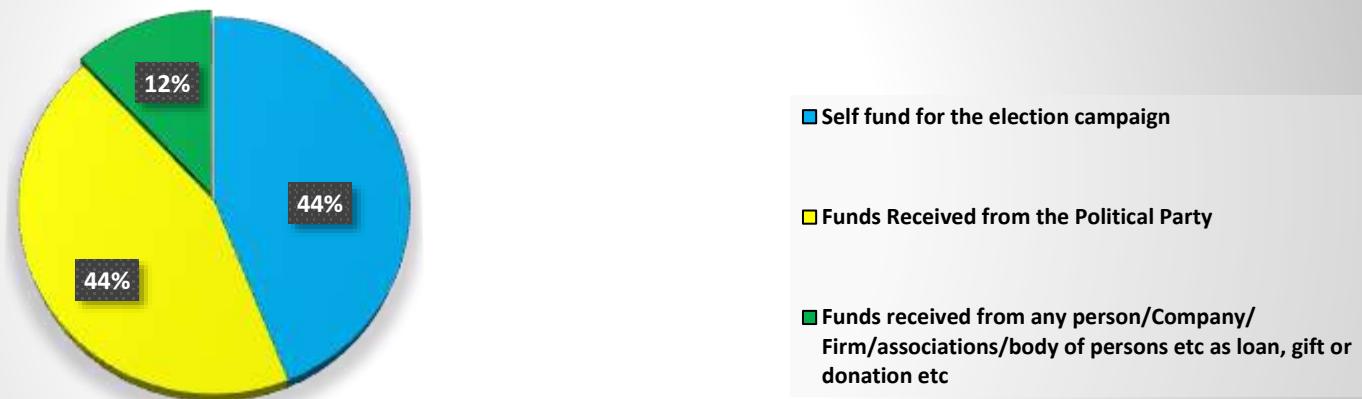 12%
44%
44%
Self fund for the election campaign
Funds Received from the Political Party
Funds received from any person/Company/
Firm/associations/body of persons etc as loan, gift or
donation etc